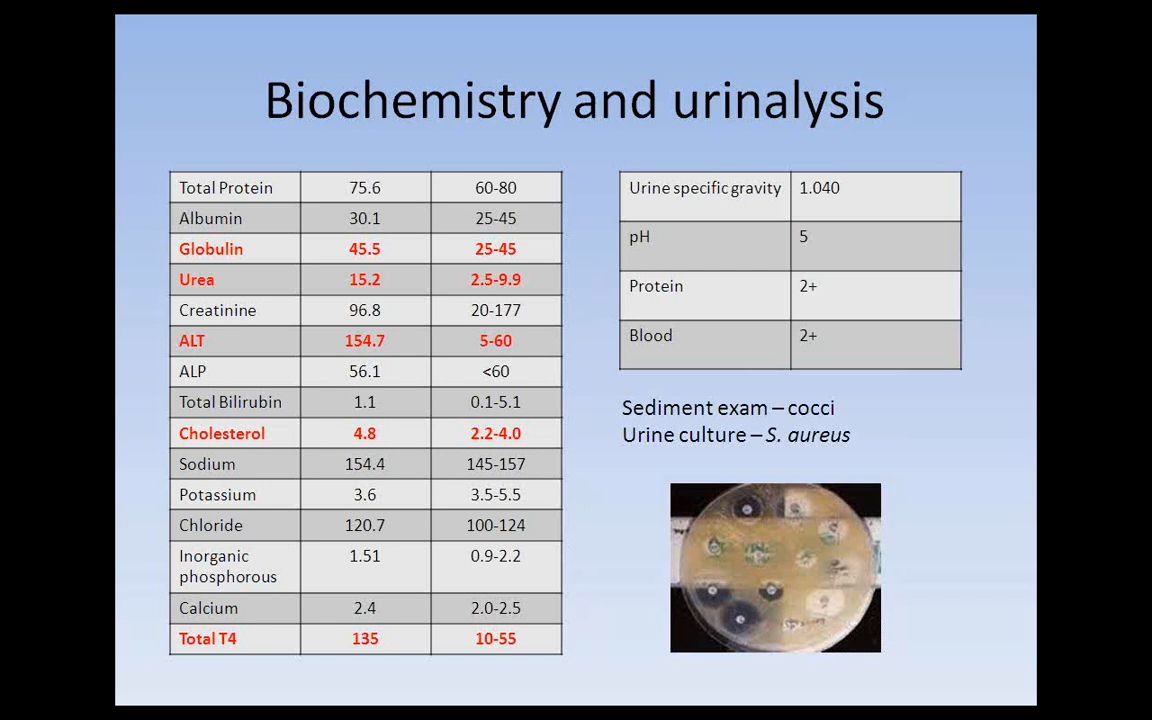 Biochemistry and urinalysis
Total Protein 75.6 60-80
Albumin 30.1 25-45
Globulin 45.5 25-45
Urea 15.2 2.5-9.9
Creatinine 96.8 20-177
ALT 154.7 5-60
ALP 56.1 <60
Total Bilirubin 1.1 0.1-5.1
Cholesterol 4.8 2.2-4.0
Sodium 154.4 145-157
Potassium 3.6 3.5-5.5
Chloride 120.7 100-124
Inorganic 1.51 0.9-2.2
phosphorous
Calcium 2.4 2.0-2.5
Total T4 135 10-55
Urine specific gravity 1.040
pH 5
Protein 2+
Blood 2+
Sediment exam – cocci
Urine culture – S. aureus